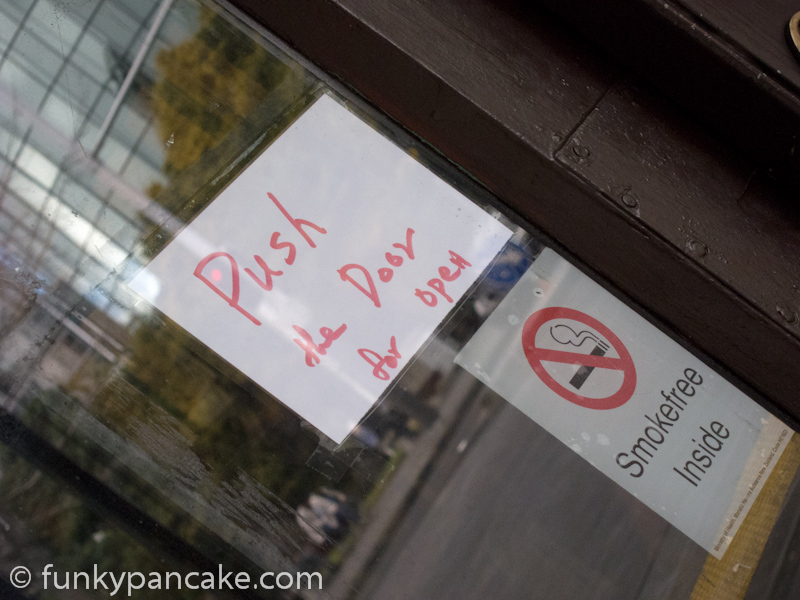 Push
the Door
for open
Smokefree
Inside
© funkypancake.com